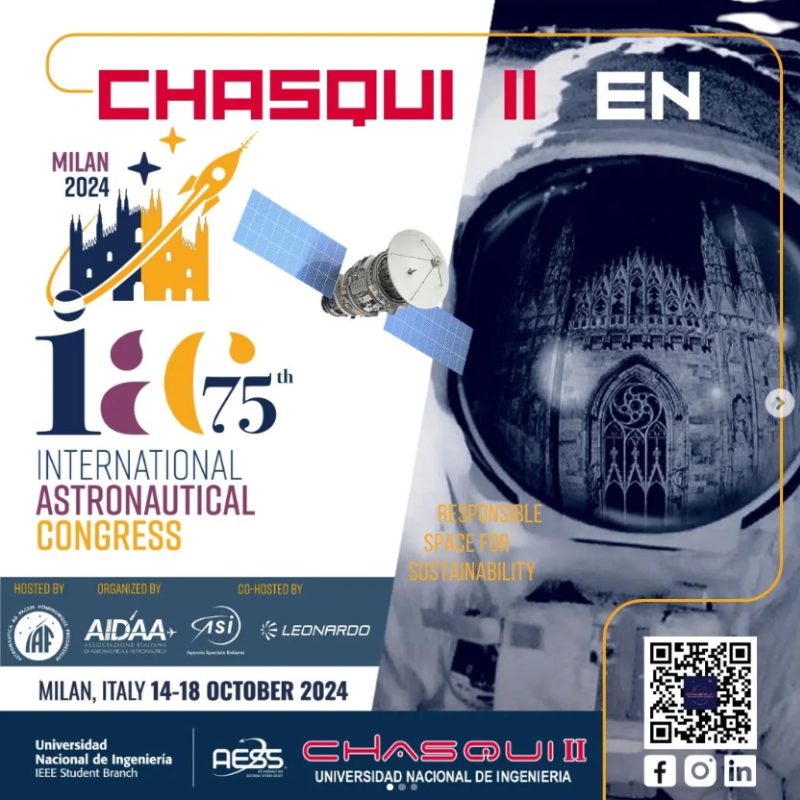 CHASQUI II EN
MILAN
2024
iac 75th
INTERNATIONAL
ASTRONAUTICAL
CONGRESS
RESPONSIBLE
SPACE FOR
SUSTAINABILITY
HOSTED BY
ORGANIZED BY
CO-HOSTED BY
IAF
AIDAA
ASSOCIAZIONE ITALIANA
DI AERONAUTICA E ASTRONAUTICA
ASI
Agenzia Spaziale Italiana
LEONARDO
MILAN, ITALY 14-18 OCTOBER 2024
Universidad
Nacional de Ingeniería
IEEE Student Branch
AESS
CHASQUI II
UNIVERSIDAD NACIONAL DE INGENIERIA
f
in